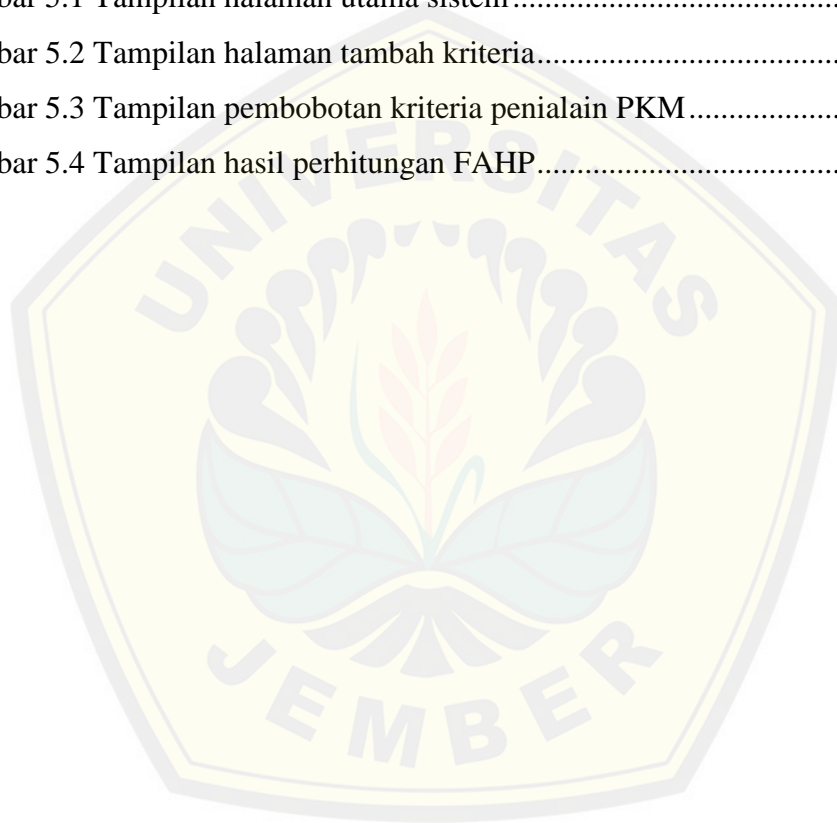 bar 5.1 Tampilan halaman utama sistem....................................
bar 5.2 Tampilan halaman tambah kriteria.................................
bar 5.3 Tampilan pembobotan kriteria penialain PKM.................
bar 5.4 Tampilan hasil perhitungan FAHP..................................
UNIVERSITAS
JEMBER